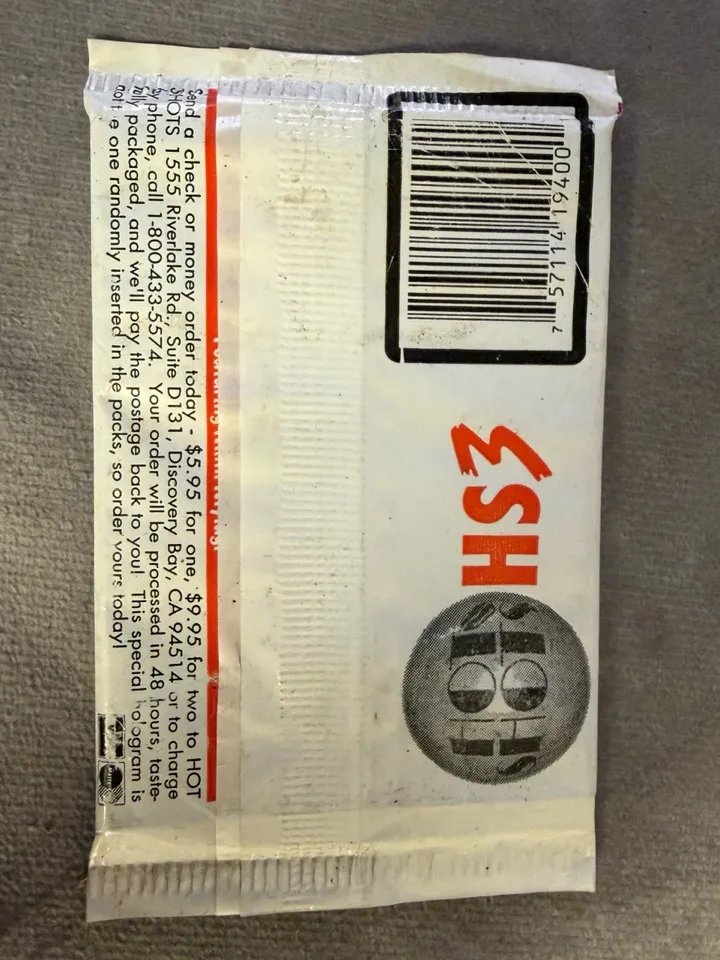 7 57114 19400
HS
Send a check or money order today - $5.95 for one, $9.95 for two to HOT
SHOTS 1555 Riverlake Rd., Suite D131, Discovery Bay, CA 94514 or to charge
by phone, call 1-800-433-5574. Your order will be processed in 48 hours, taste-
fully packaged, and we'll pay the postage back to you! This special hologram is
not the one randomly inserted in the packs, so order yours today!